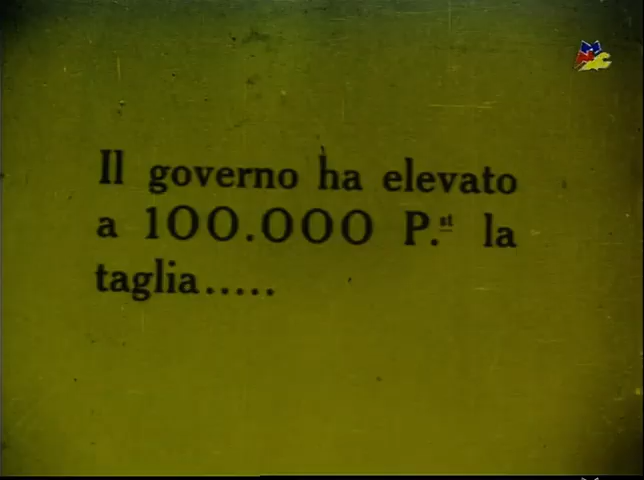 Il governo ha elevato
a 100.000 P.st la
taglia.....